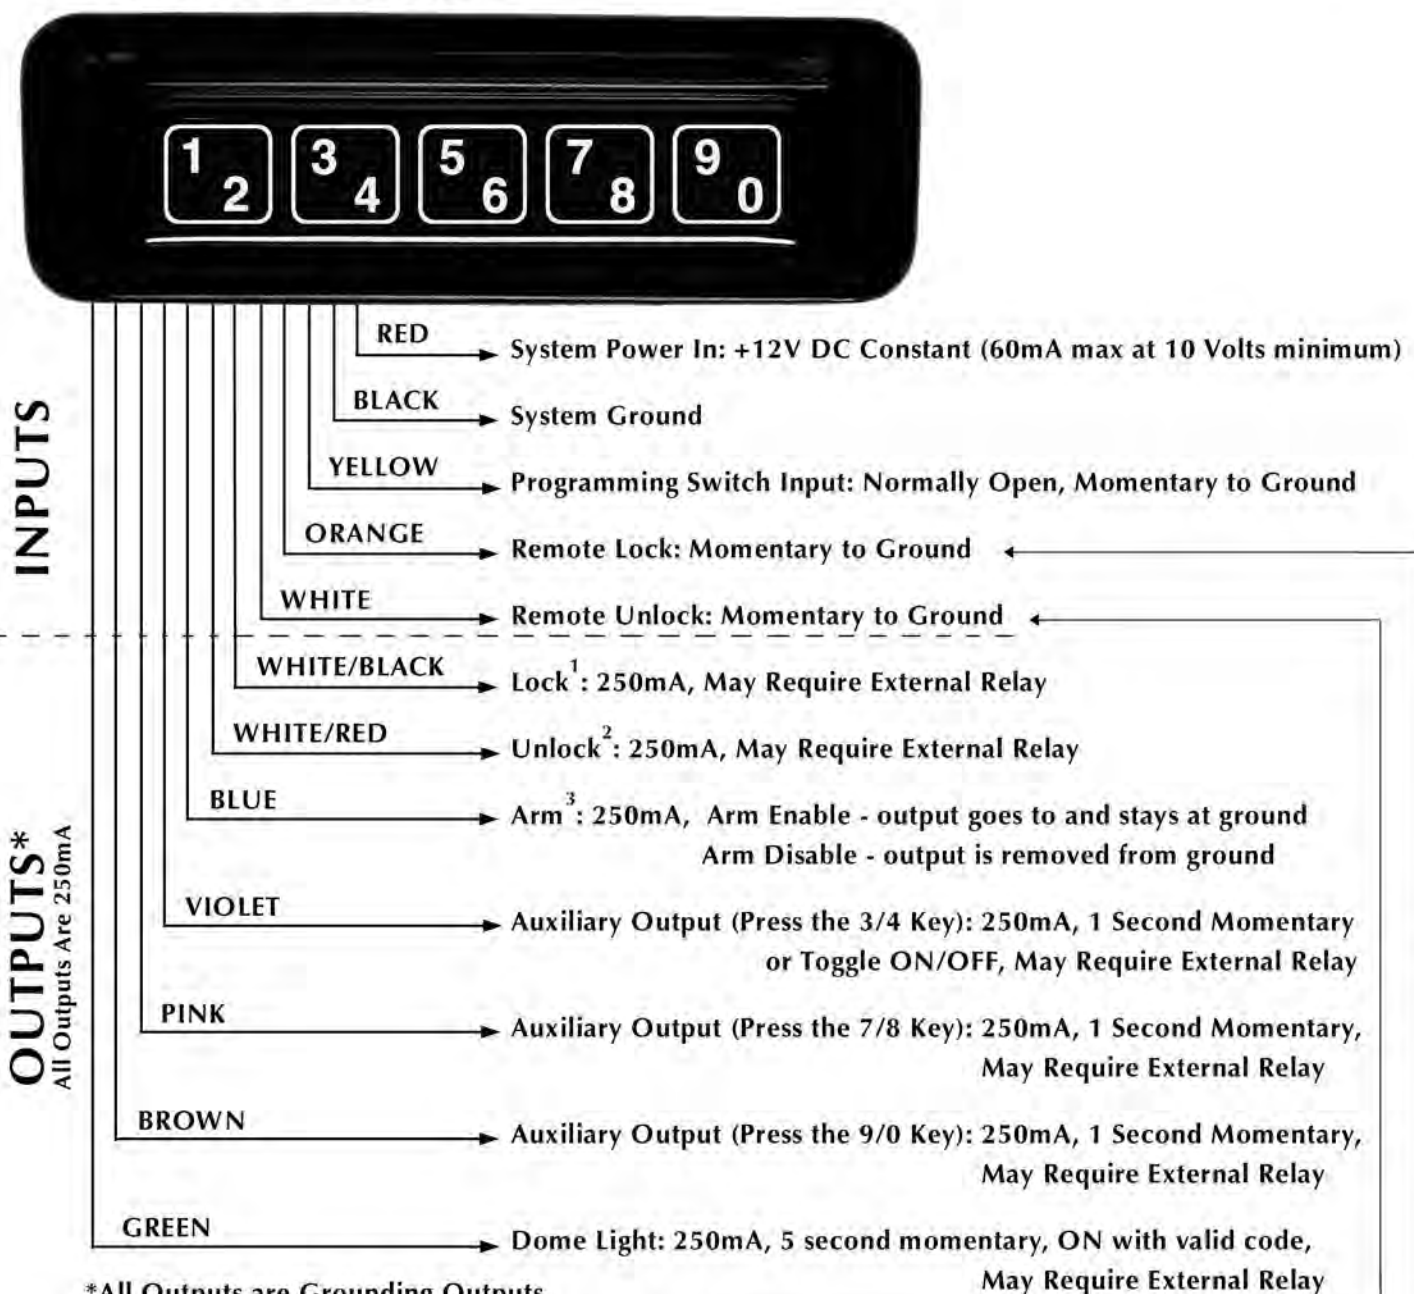 1 2 3 4 5 6 7 8 9 0
INPUTS
RED
System Power In: +12V DC Constant (60mA max at 10 Volts minimum)
BLACK
System Ground
YELLOW
Programming Switch Input: Normally Open, Momentary to Ground
ORANGE
Remote Lock: Momentary to Ground
WHITE
Remote Unlock: Momentary to Ground
OUTPUTS*
All Outputs Are 250mA
WHITE/BLACK
Lock¹: 250mA, May Require External Relay
WHITE/RED
Unlock²: 250mA, May Require External Relay
BLUE
Arm³: 250mA, Arm Enable - output goes to and stays at ground
Arm Disable - output is removed from ground
VIOLET
Auxiliary Output (Press the 3/4 Key): 250mA, 1 Second Momentary
or Toggle ON/OFF, May Require External Relay
PINK
Auxiliary Output (Press the 7/8 Key): 250mA, 1 Second Momentary,
May Require External Relay
BROWN
Auxiliary Output (Press the 9/0 Key): 250mA, 1 Second Momentary,
May Require External Relay
GREEN
Dome Light: 250mA, 5 second momentary, ON with valid code,
May Require External Relay
*All Outputs are Grounding Outputs